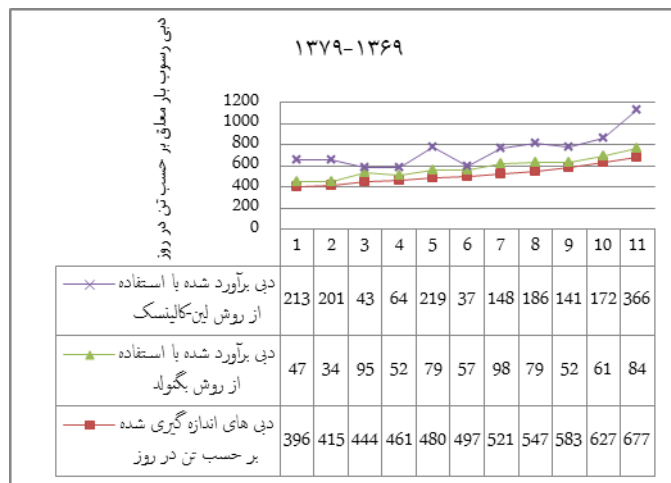 ۱۳۷۹-۱۳۶۹
دبی رسوب بار معلق بر حسب تن در روز
1200
1000
800
600
400
200
0
1 2 3 4 5 6 7 8 9 10 11
دبی برآورد شده با استفاده از روش لین-کالینسک 213 201 43 64 219 37 148 186 141 172 366
دبی برآورد شده با استفاده از روش بگنولد 47 34 95 52 79 57 98 79 52 61 84
دبی های اندازه گیری شده بر حسب تن در روز 396 415 444 461 480 497 521 547 583 627 677